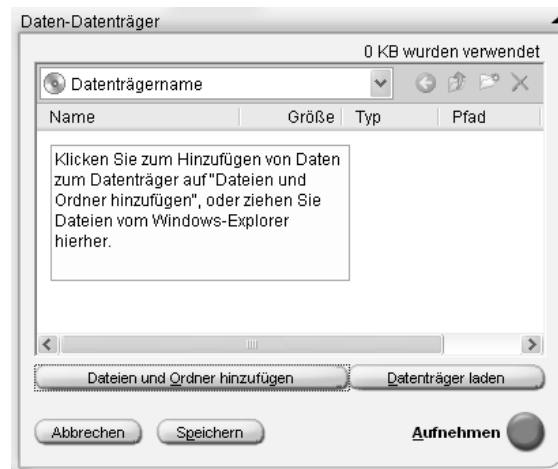 Daten-Datenträger
0 KB wurden verwendet
Datenträgername
Name Größe Typ Pfad
Klicken Sie zum Hinzufügen von Daten
zum Datenträger auf "Dateien und
Ordner hinzufügen", oder ziehen Sie
Dateien vom Windows-Explorer
hierher.
Dateien und Ordner hinzufügen Datenträger laden
Abbrechen Speichern Aufnehmen